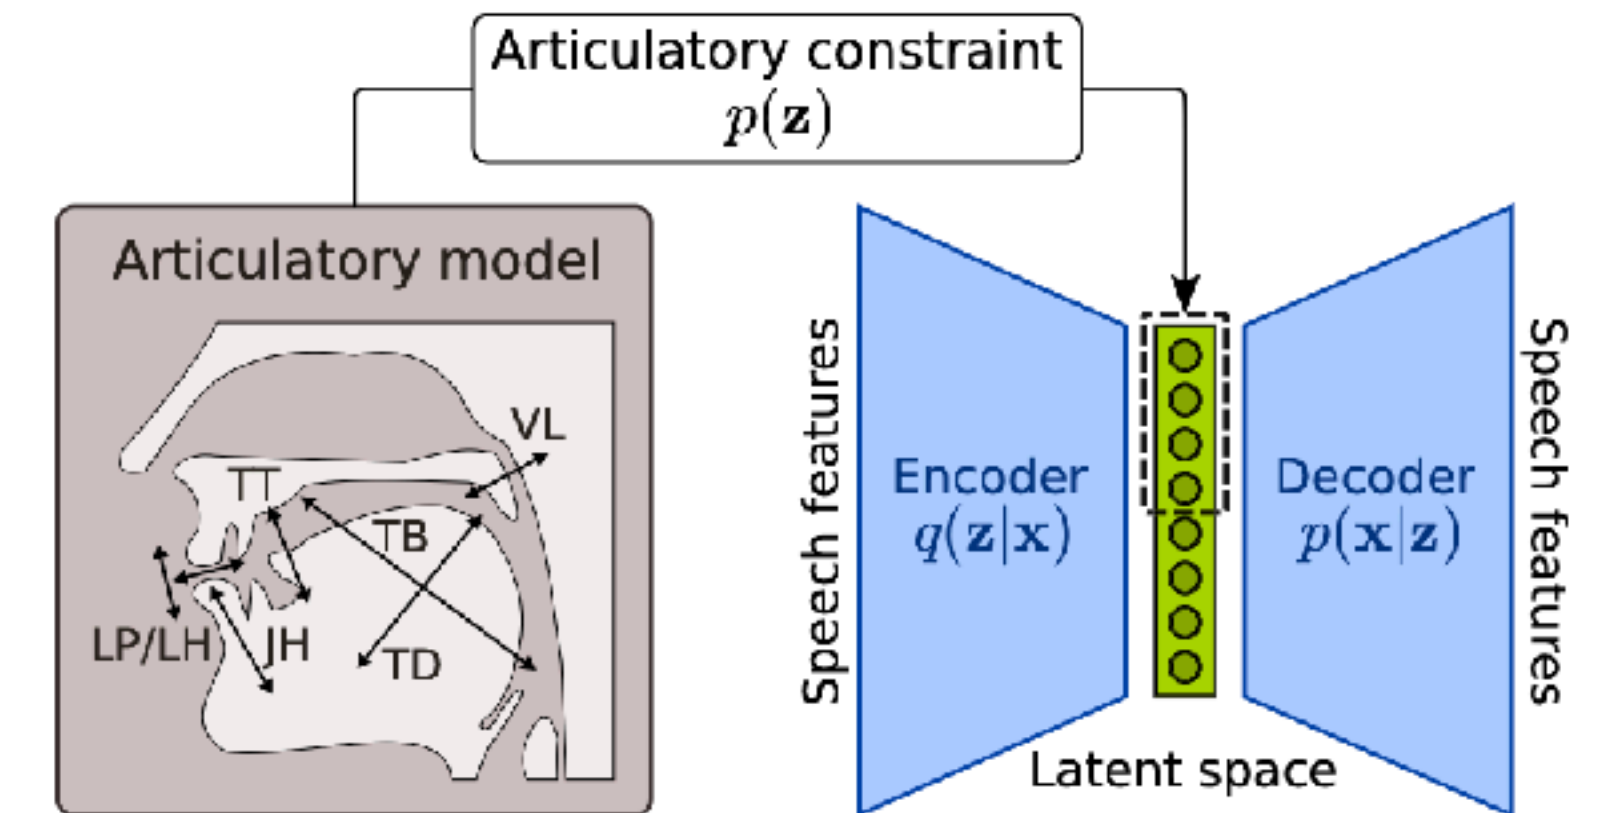 Articulatory constraint
p(z)
Articulatory model
VL
TT
TB
LP/LH
JH
TD
Speech features
Encoder
q(z|x)
Decoder
p(x|z)
Speech features
Latent space